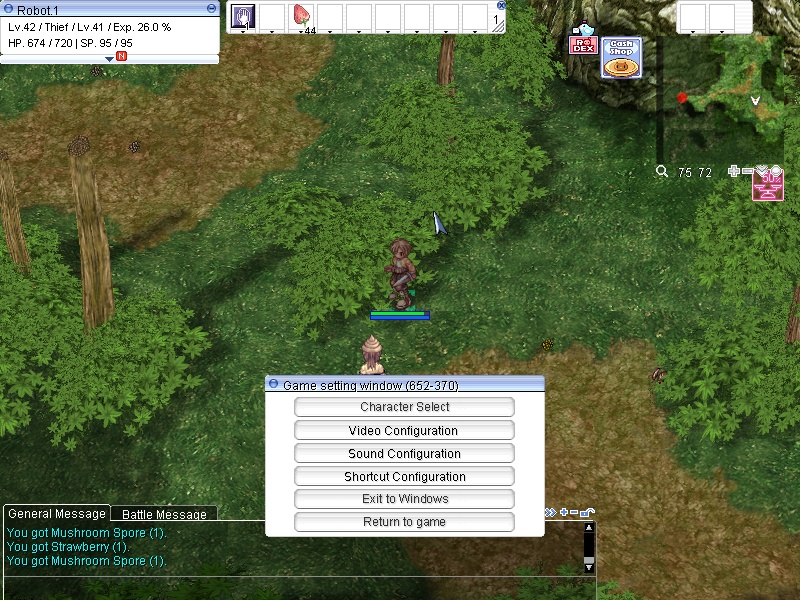 Robot.1
Lv.42 / Thief / Lv.41 / Exp. 26.0 %
HP. 674 / 720 | SP. 95 / 95
N
1
44
1
RODEX
Cash Shop
75 72
50%
Game setting window (652-370)
Character Select
Video Configuration
Sound Configuration
Shortcut Configuration
Exit to Windows
Return to game
General Message
Battle Message
You got Mushroom Spore (1).
You got Strawberry (1).
You got Mushroom Spore (1).